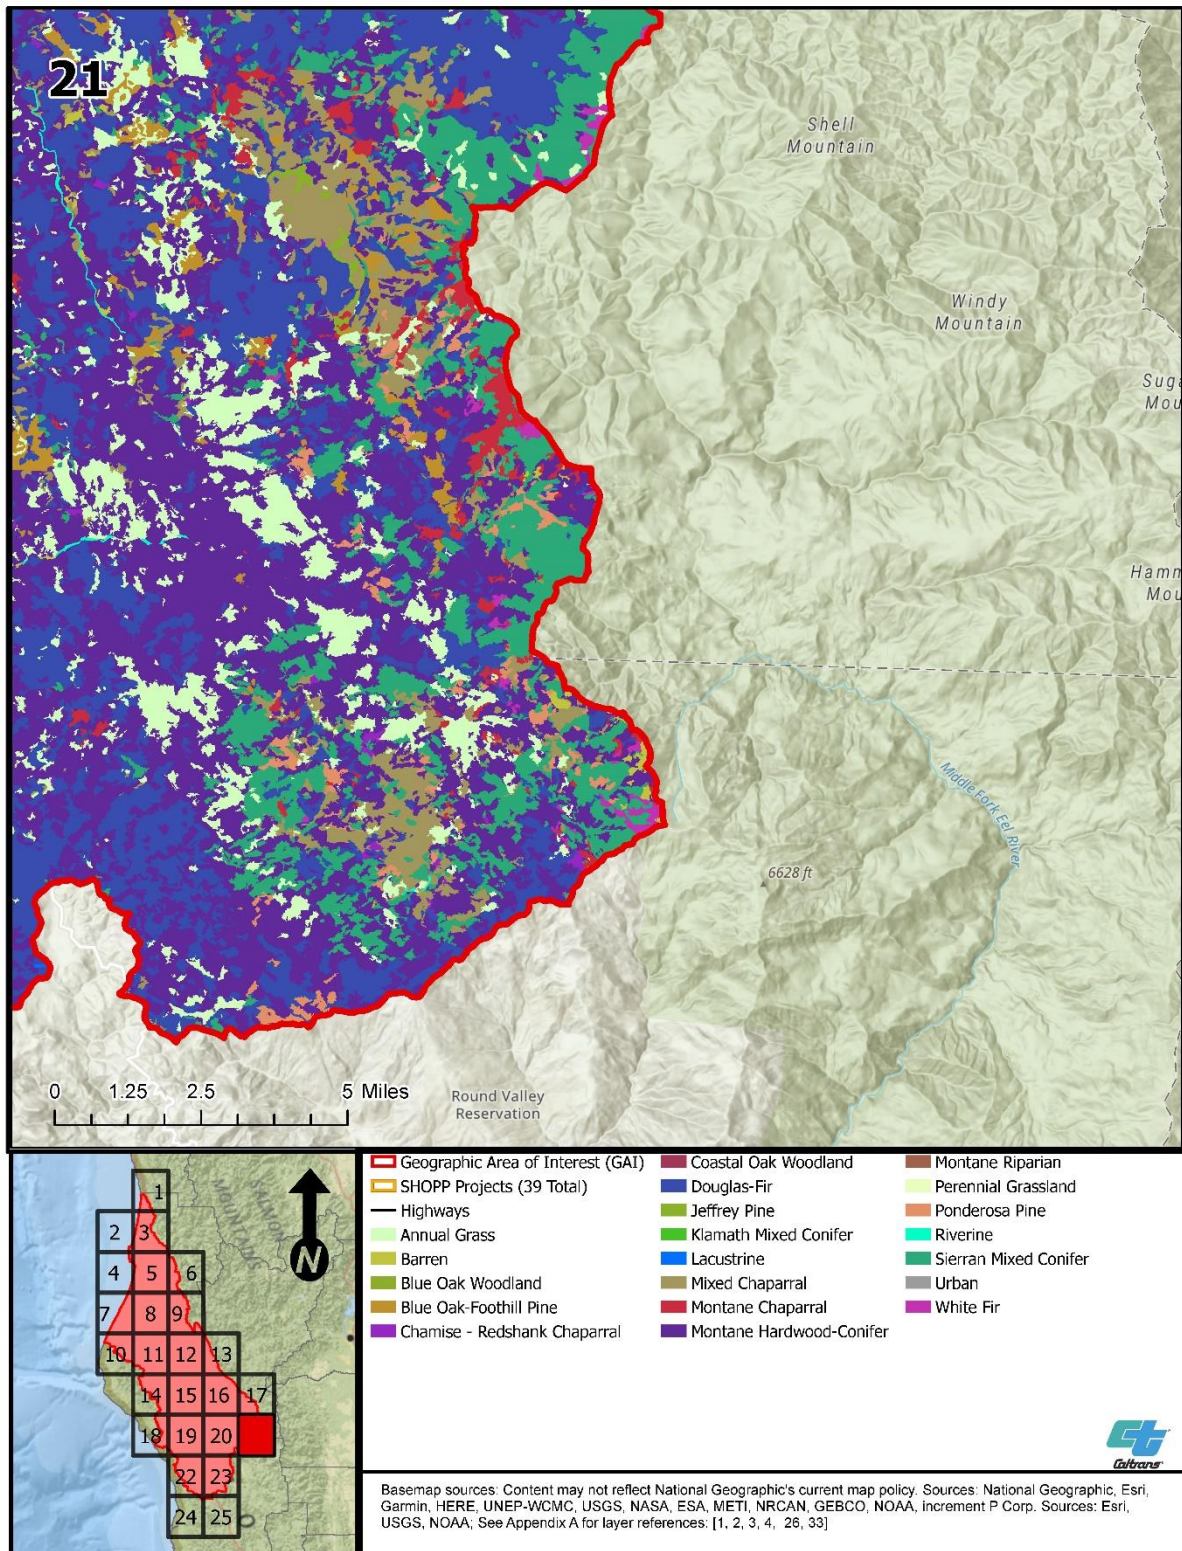 21
Shell
Mountain
Windy
Mountain
Suga
Mou
Hamm
Mou
Middle Fork Eel River
6628 ft
0 1.25 2.5 5 Miles
Round Valley
Reservation
SALMON
MOUNTAINS
1
2 3
4 5 6
7 8 9
10 11 12 13
14 15 16 17
18 19 20
22 23
24 25
N
Geographic Area of Interest (GAI)
SHOPP Projects (39 Total)
Highways
Annual Grass
Barren
Blue Oak Woodland
Blue Oak-Foothill Pine
Chamise - Redshank Chaparral
Coastal Oak Woodland
Douglas-Fir
Jeffrey Pine
Klamath Mixed Conifer
Lacustrine
Mixed Chaparral
Montane Chaparral
Montane Hardwood-Conifer
Montane Riparian
Perennial Grassland
Ponderosa Pine
Riverine
Sierran Mixed Conifer
Urban
White Fir
ct
Caltrans
Basemap sources: Content may not reflect National Geographic's current map policy. Sources: National Geographic, Esri,
Garmin, HERE, UNEP-WCMC, USGS, NASA, ESA, METI, NRCAN, GEBCO, NOAA, increment P Corp. Sources: Esri,
USGS, NOAA; See Appendix A for layer references: [1, 2, 3, 4, 26, 33]